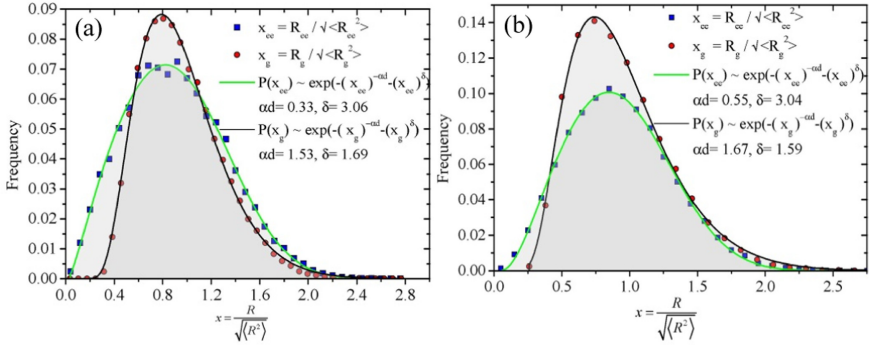 (a)
x_ee = R_ee / √<R_ee^2>
x_g = R_g / √<R_g^2>
P(x_ee) ~ exp(-( x_ee)^-αd -(x_ee)^δ)
αd= 0.33, δ= 3.06
P(x_g) ~ exp(-( x_g)^-αd -(x_g)^δ)
αd= 1.53, δ= 1.69
Frequency
0.09
0.08
0.07
0.06
0.05
0.04
0.03
0.02
0.01
0.00
0.0 0.4 0.8 1.2 1.6 2.0 2.4 2.8
x = R / √⟨R^2⟩
(b)
x_ee = R_ee / √<R_ee^2>
x_g = R_g / √<R_g^2>
P(x_ee) ~ exp(-( x_ee)^-αd -(x_ee)^δ)
αd= 0.55, δ= 3.04
P(x_g) ~ exp(-( x_g)^-αd -(x_g)^δ)
αd= 1.67, δ= 1.59
Frequency
0.14
0.12
0.10
0.08
0.06
0.04
0.02
0.00
0.0 0.5 1.0 1.5 2.0 2.5
x = R / √⟨R^2⟩